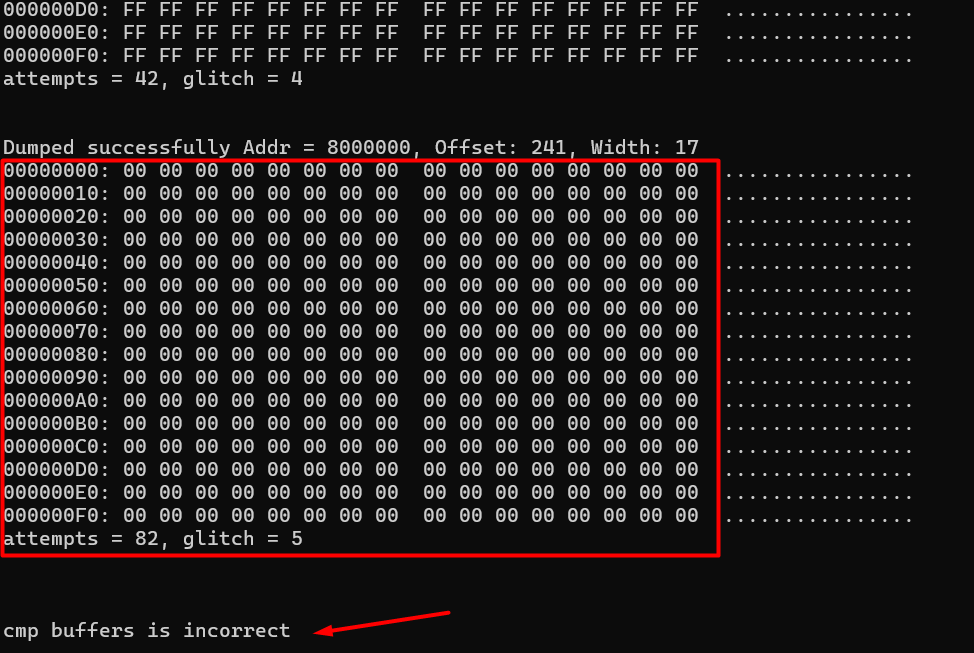 000000D0: FF FF FF FF FF FF FF FF  FF FF FF FF FF FF FF FF  ................
000000E0: FF FF FF FF FF FF FF FF  FF FF FF FF FF FF FF FF  ................
000000F0: FF FF FF FF FF FF FF FF  FF FF FF FF FF FF FF FF  ................
attempts = 42, glitch = 4
Dumped successfully Addr = 8000000, Offset: 241, Width: 17
00000000: 00 00 00 00 00 00 00 00  00 00 00 00 00 00 00 00  ................
00000010: 00 00 00 00 00 00 00 00  00 00 00 00 00 00 00 00  ................
00000020: 00 00 00 00 00 00 00 00  00 00 00 00 00 00 00 00  ................
00000030: 00 00 00 00 00 00 00 00  00 00 00 00 00 00 00 00  ................
00000040: 00 00 00 00 00 00 00 00  00 00 00 00 00 00 00 00  ................
00000050: 00 00 00 00 00 00 00 00  00 00 00 00 00 00 00 00  ................
00000060: 00 00 00 00 00 00 00 00  00 00 00 00 00 00 00 00  ................
00000070: 00 00 00 00 00 00 00 00  00 00 00 00 00 00 00 00  ................
00000080: 00 00 00 00 00 00 00 00  00 00 00 00 00 00 00 00  ................
00000090: 00 00 00 00 00 00 00 00  00 00 00 00 00 00 00 00  ................
000000A0: 00 00 00 00 00 00 00 00  00 00 00 00 00 00 00 00  ................
000000B0: 00 00 00 00 00 00 00 00  00 00 00 00 00 00 00 00  ................
000000C0: 00 00 00 00 00 00 00 00  00 00 00 00 00 00 00 00  ................
000000D0: 00 00 00 00 00 00 00 00  00 00 00 00 00 00 00 00  ................
000000E0: 00 00 00 00 00 00 00 00  00 00 00 00 00 00 00 00  ................
000000F0: 00 00 00 00 00 00 00 00  00 00 00 00 00 00 00 00  ................
attempts = 82, glitch = 5
cmp buffers is incorrect